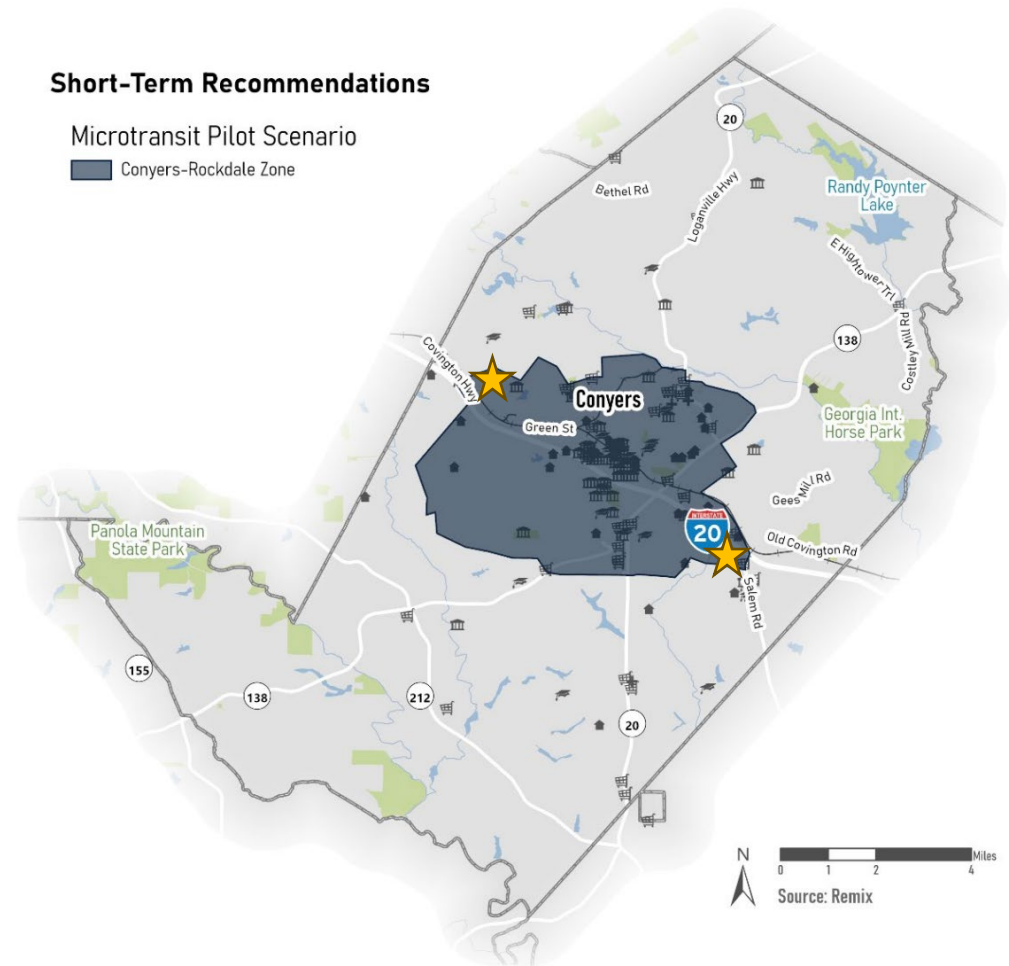 Short-Term Recommendations
Microtransit Pilot Scenario
Conyers-Rockdale Zone
20
Bethel Rd
Loganville Hwy
Randy Poynter
Lake
E Hightower Trl
Costley Mill Rd
138
Covington Hwy
Conyers
Green St
Georgia Int.
Horse Park
Gees Mill Rd
INTERSTATE
20
Old Covington Rd
Panola Mountain
State Park
Salem Rd
155
138
212
20
N
Miles
0 1 2 4
Source: Remix